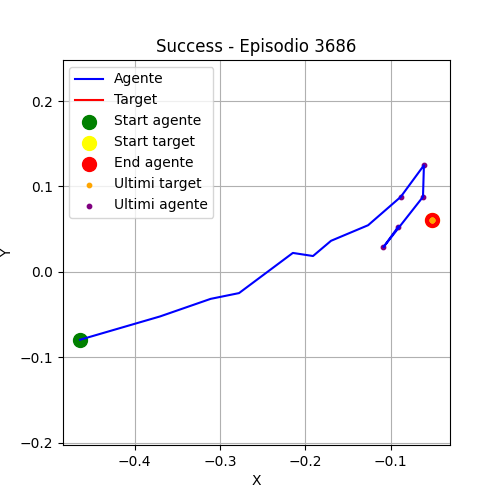 Success - Episodio 3686
Agente
Target
Start agente
Start target
End agente
Ultimi target
Ultimi agente
0.2
0.1
0.0
−0.1
−0.2
Y
−0.4
−0.3
−0.2
−0.1
X